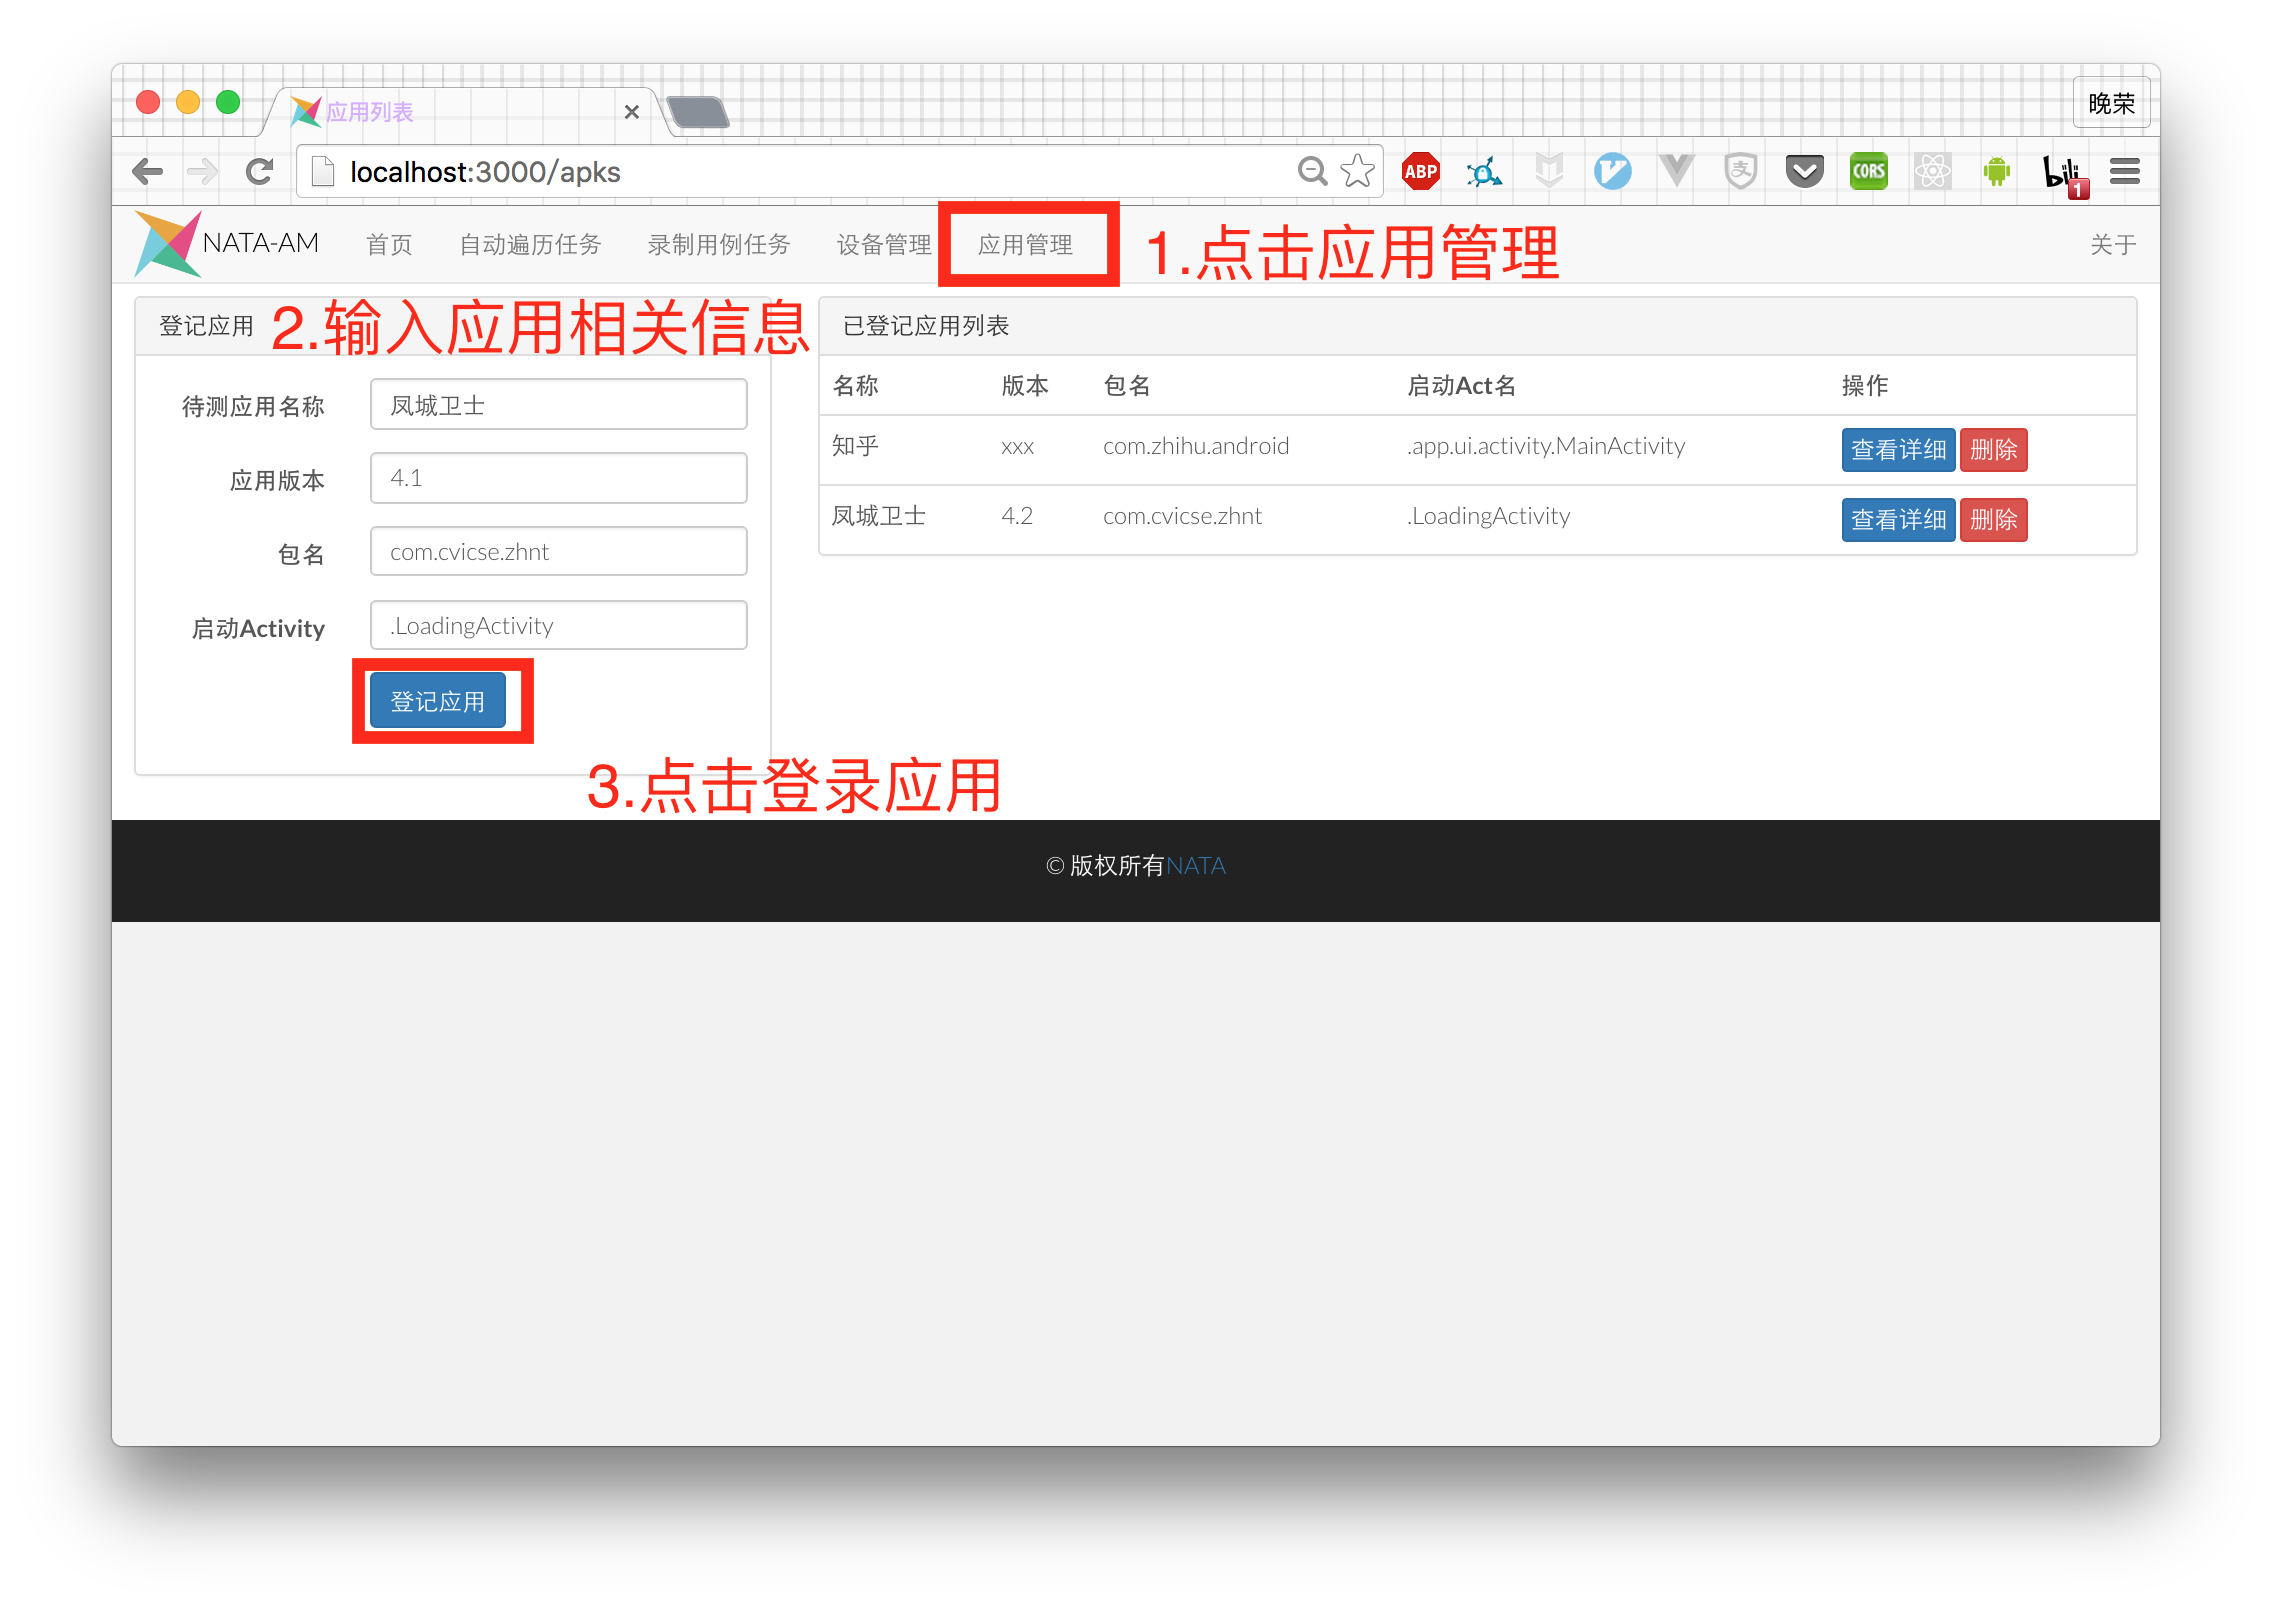 应用列表
晚荣
localhost:3000/apks
ABP
CORS
bili
1
NATA-AM 首页 自动遍历任务 录制用例任务 设备管理 应用管理 1.点击应用管理 关于
登记应用 2.输入应用相关信息
待测应用名称 凤城卫士
应用版本 4.1
包名 com.cvicse.zhnt
启动Activity .LoadingActivity
登记应用
3.点击登录应用
已登记应用列表
名称 版本 包名 启动Act名 操作
知乎 xxx com.zhihu.android .app.ui.activity.MainActivity 查看详细 删除
凤城卫士 4.2 com.cvicse.zhnt .LoadingActivity 查看详细 删除
© 版权所有NATA